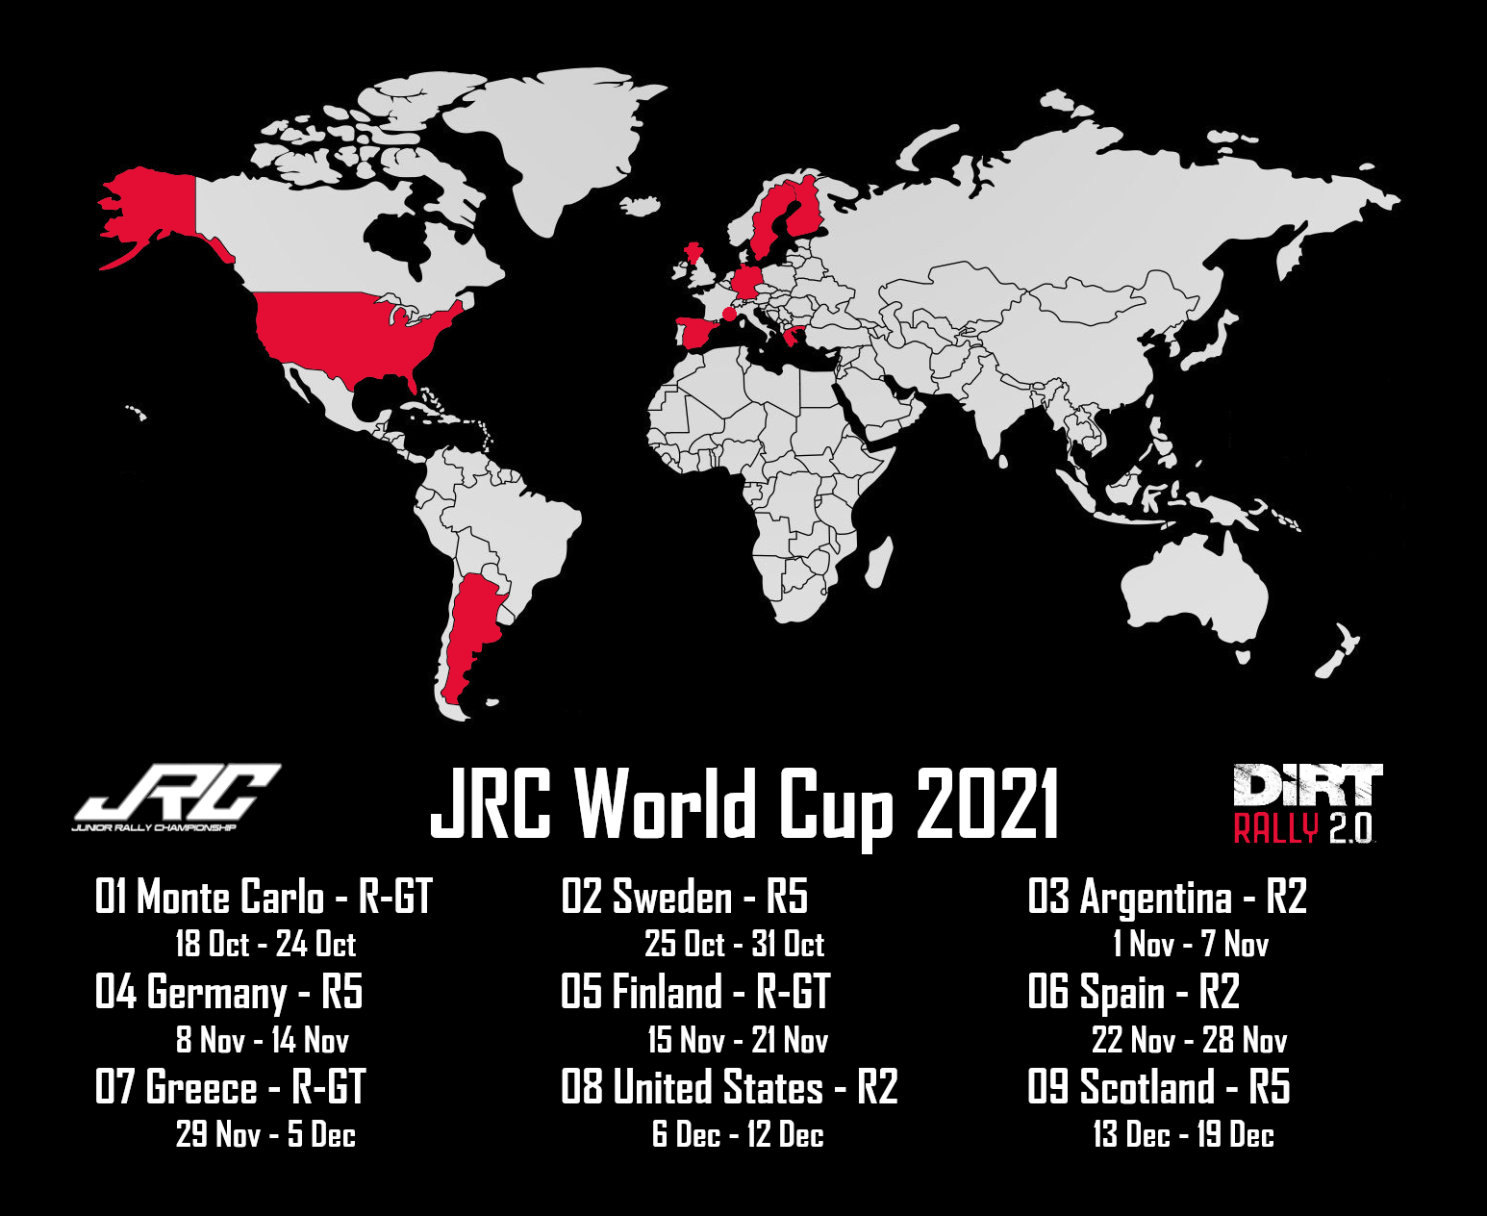 JRC
JUNIOR RALLY CHAMPIONSHIP
JRC World Cup 2021
DiRT
RALLY 2.0
01 Monte Carlo - R-GT
18 Oct - 24 Oct
02 Sweden - R5
25 Oct - 31 Oct
03 Argentina - R2
1 Nov - 7 Nov
04 Germany - R5
8 Nov - 14 Nov
05 Finland - R-GT
15 Nov - 21 Nov
06 Spain - R2
22 Nov - 28 Nov
07 Greece - R-GT
29 Nov - 5 Dec
08 United States - R2
6 Dec - 12 Dec
09 Scotland - R5
13 Dec - 19 Dec